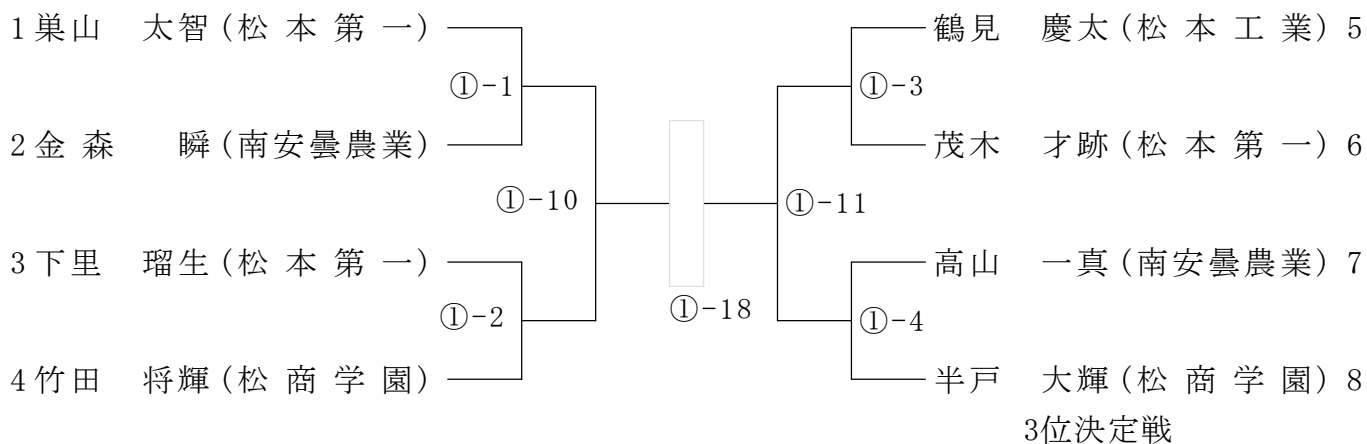 1 巣山　太智 (松 本 第 一)
①-1
2 金 森　瞬 (南安曇農業)
①-10
3 下里　瑠生 (松 本 第 一)
①-2
4 竹田　将輝 (松 商 学 園)
①-18
鶴見　慶太 (松 本 工 業) 5
①-3
茂木　才跡 (松 本 第 一) 6
①-11
高山　一真 (南安曇農業) 7
①-4
半戸　大輝 (松 商 学 園) 8
3位決定戦